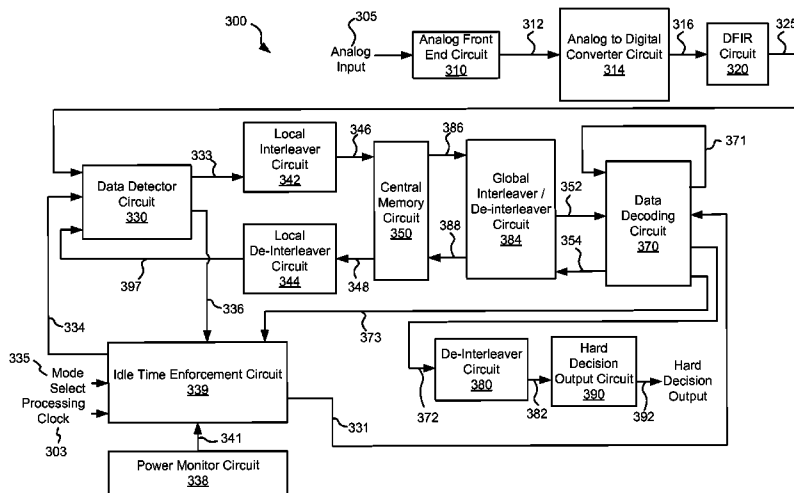 300
305
Analog
Input
Analog Front
End Circuit
310
312
Analog to Digital
Converter Circuit
314
316
DFIR
Circuit
320
325
Data Detector
Circuit
330
333
Local
Interleaver
Circuit
342
346
Central
Memory
Circuit
350
386
Global
Interleaver /
De-interleaver
Circuit
384
352
Data
Decoding
Circuit
370
371
397
Local
De-Interleaver
Circuit
344
348
388
354
334
336
373
335
Mode
Select
Processing
Clock
303
Idle Time Enforcement Circuit
339
331
341
Power Monitor Circuit
338
372
De-Interleaver
Circuit
380
382
Hard
Decision
Output Circuit
390
392
Hard
Decision
Output